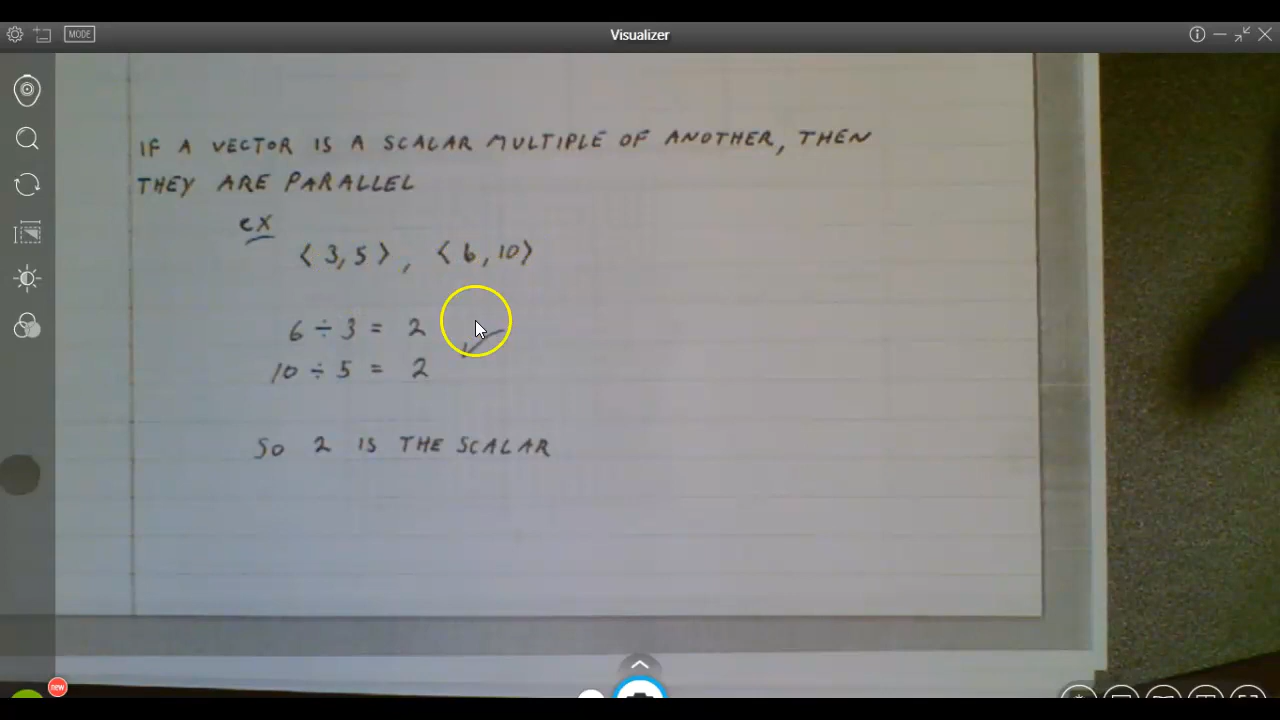 MODE
Visualizer
IF A VECTOR IS A SCALAR MULTIPLE OF ANOTHER, THEN
THEY ARE PARALLEL
ex
⟨3,5⟩, ⟨6,10⟩
6 ÷ 3 = 2
10 ÷ 5 = 2 ✓
SO 2 IS THE SCALAR
new